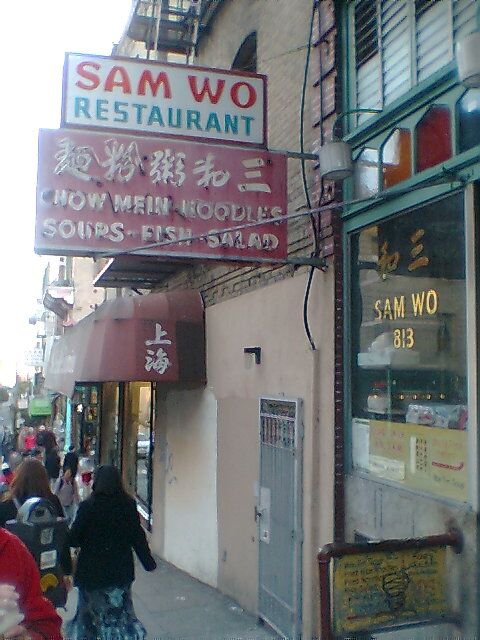 SAM WO
RESTAURANT
麵粉粥和三
HOW MEIN NOODLES
SOUPS - FISH SALAD
上海
和三
SAM WO
813